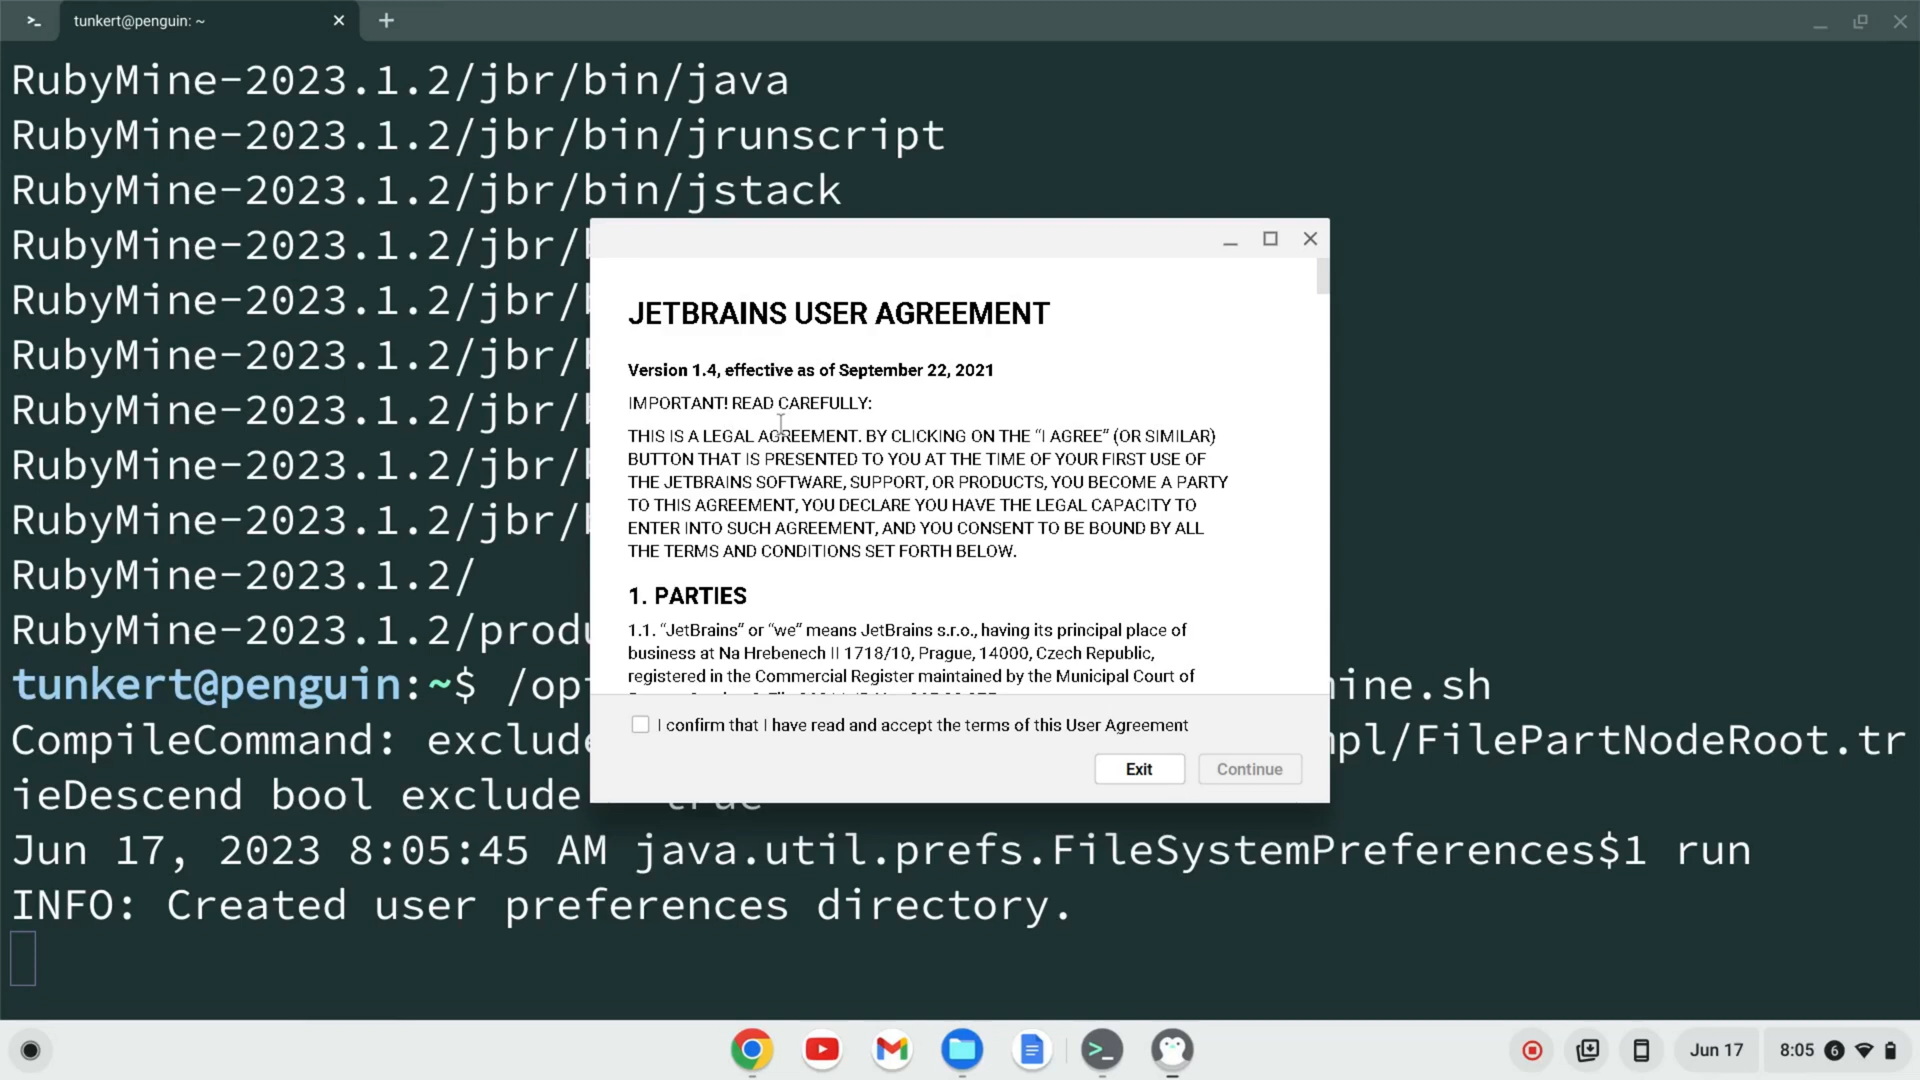 tunkert@penguin: ~
RubyMine-2023.1.2/jbr/bin/java
RubyMine-2023.1.2/jbr/bin/jrunscript
RubyMine-2023.1.2/jbr/bin/jstack
RubyMine-2023.1.2/jbr/
RubyMine-2023.1.2/jbr/
RubyMine-2023.1.2/jbr/
RubyMine-2023.1.2/jbr/
RubyMine-2023.1.2/jbr/
RubyMine-2023.1.2/jbr/
RubyMine-2023.1.2/
RubyMine-2023.1.2/produ
tunkert@penguin:~$ /op mine.sh
CompileCommand: exclude mpl/FilePartNodeRoot.tr
ieDescend bool exclude true
Jun 17, 2023 8:05:45 AM java.util.prefs.FileSystemPreferences$1 run
INFO: Created user preferences directory.
JETBRAINS USER AGREEMENT
Version 1.4, effective as of September 22, 2021
IMPORTANT! READ CAREFULLY:
THIS IS A LEGAL AGREEMENT. BY CLICKING ON THE “I AGREE” (OR SIMILAR)
BUTTON THAT IS PRESENTED TO YOU AT THE TIME OF YOUR FIRST USE OF
THE JETBRAINS SOFTWARE, SUPPORT, OR PRODUCTS, YOU BECOME A PARTY
TO THIS AGREEMENT, YOU DECLARE YOU HAVE THE LEGAL CAPACITY TO
ENTER INTO SUCH AGREEMENT, AND YOU CONSENT TO BE BOUND BY ALL
THE TERMS AND CONDITIONS SET FORTH BELOW.
1. PARTIES
1.1. “JetBrains” or “we” means JetBrains s.r.o., having its principal place of
business at Na Hrebenech II 1718/10, Prague, 14000, Czech Republic,
registered in the Commercial Register maintained by the Municipal Court of
I confirm that I have read and accept the terms of this User Agreement
Exit
Continue
Jun 17
8:05
6